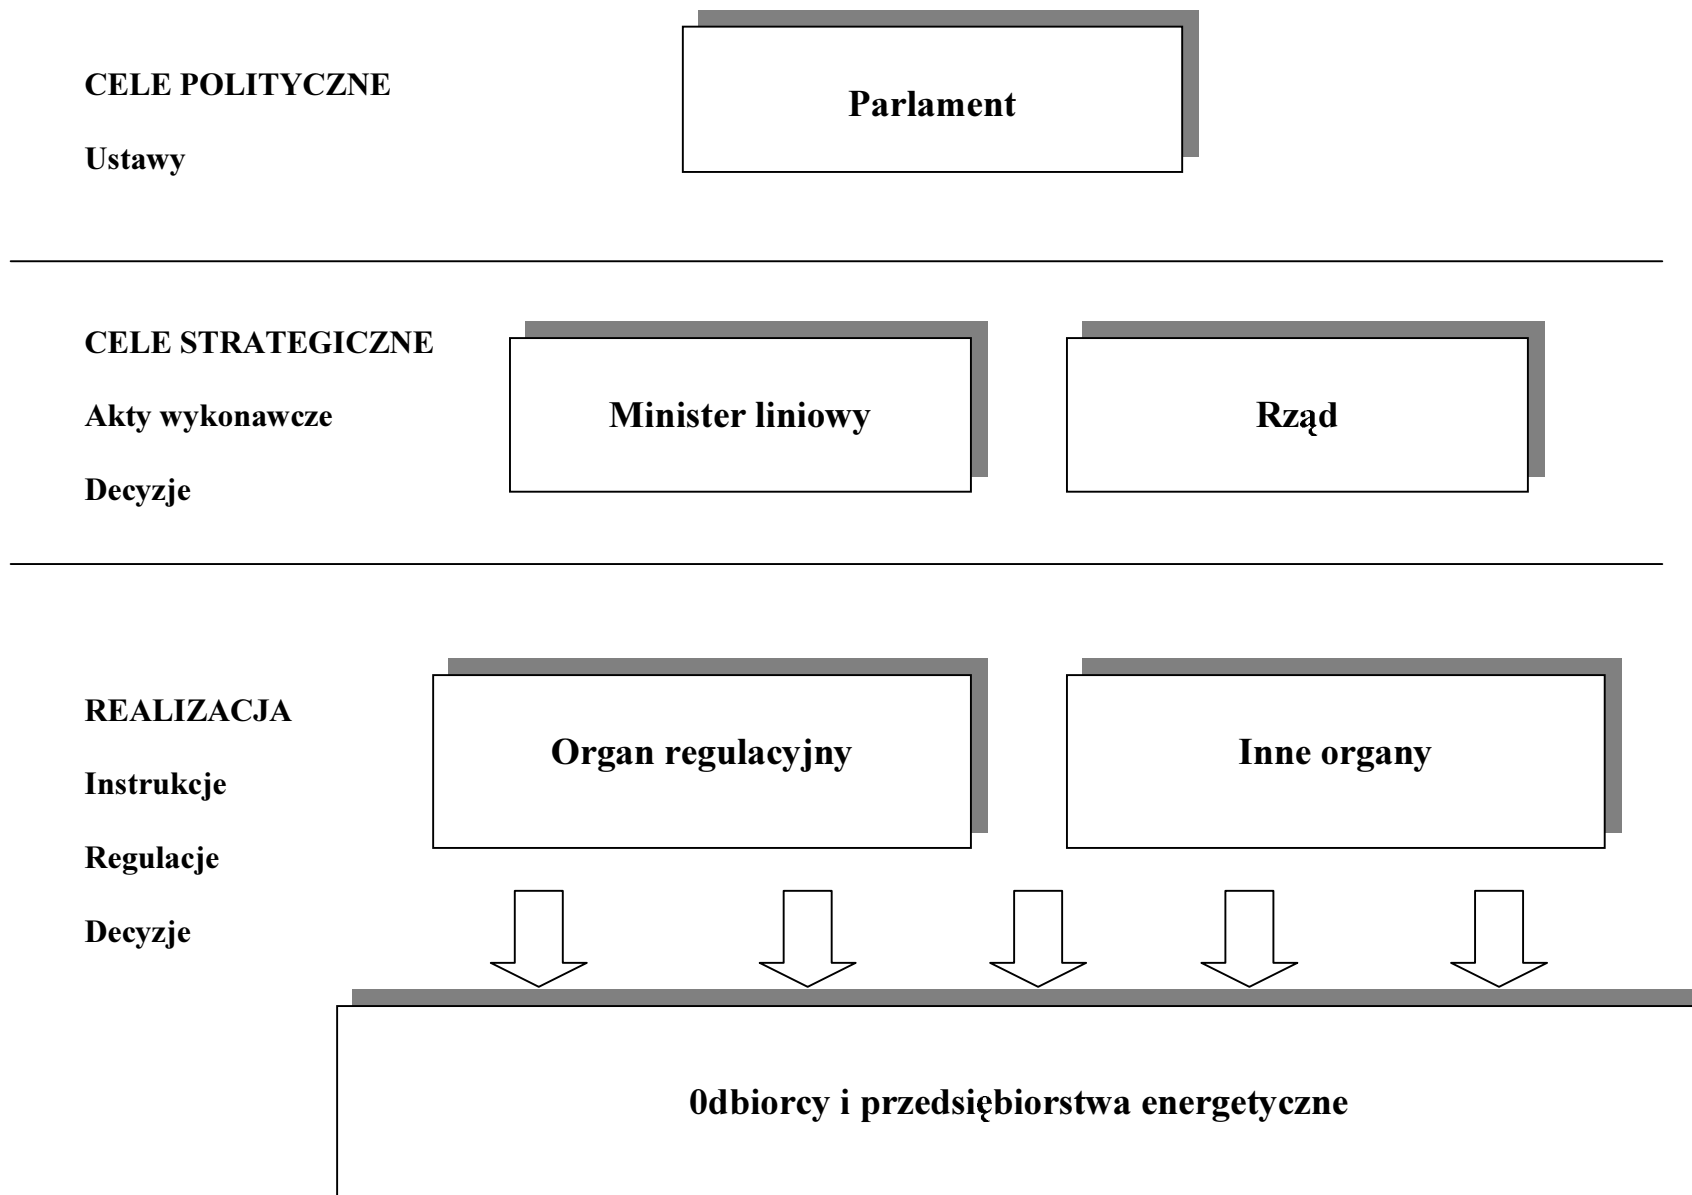 CELE POLITYCZNE
Ustawy
Parlament
CELE STRATEGICZNE
Akty wykonawcze
Decyzje
Minister liniowy
Rząd
REALIZACJA
Instrukcje
Regulacje
Decyzje
Organ regulacyjny
Inne organy
0dbiorcy i przedsiębiorstwa energetyczne